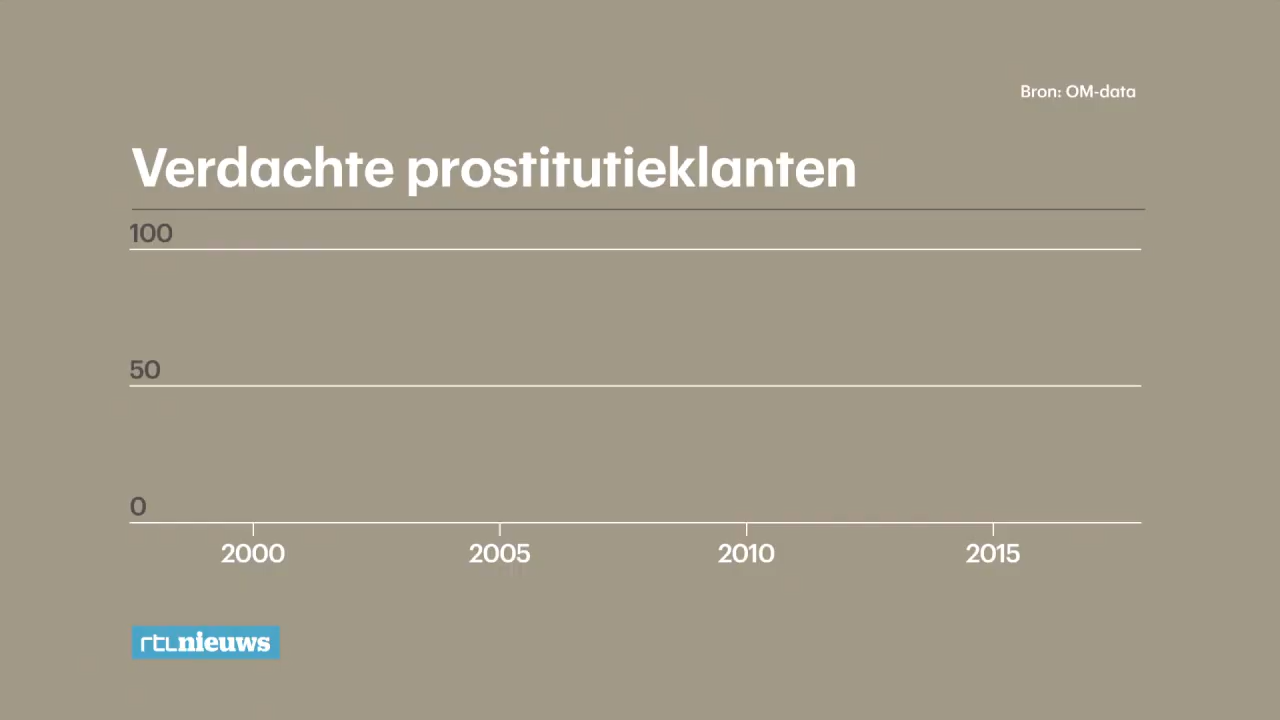 Bron: OM-data
Verdachte prostitutieklanten
100
50
0
2000 2005 2010 2015
rtlnieuws